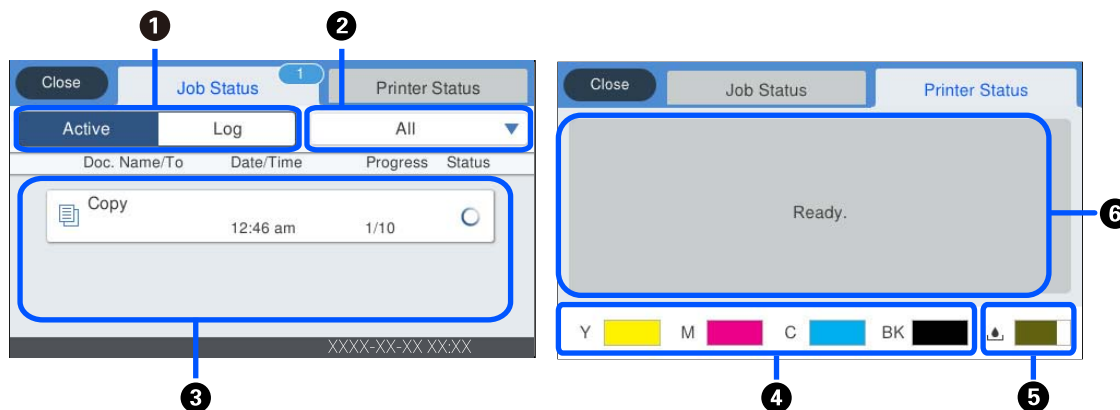 1 2
Close Job Status 1 Printer Status
Active Log All
Doc. Name/To Date/Time Progress Status
Copy
12:46 am 1/10
XXXX-XX-XX XX:XX
3
Close Job Status Printer Status
Ready.
6
Y M C BK
4 5